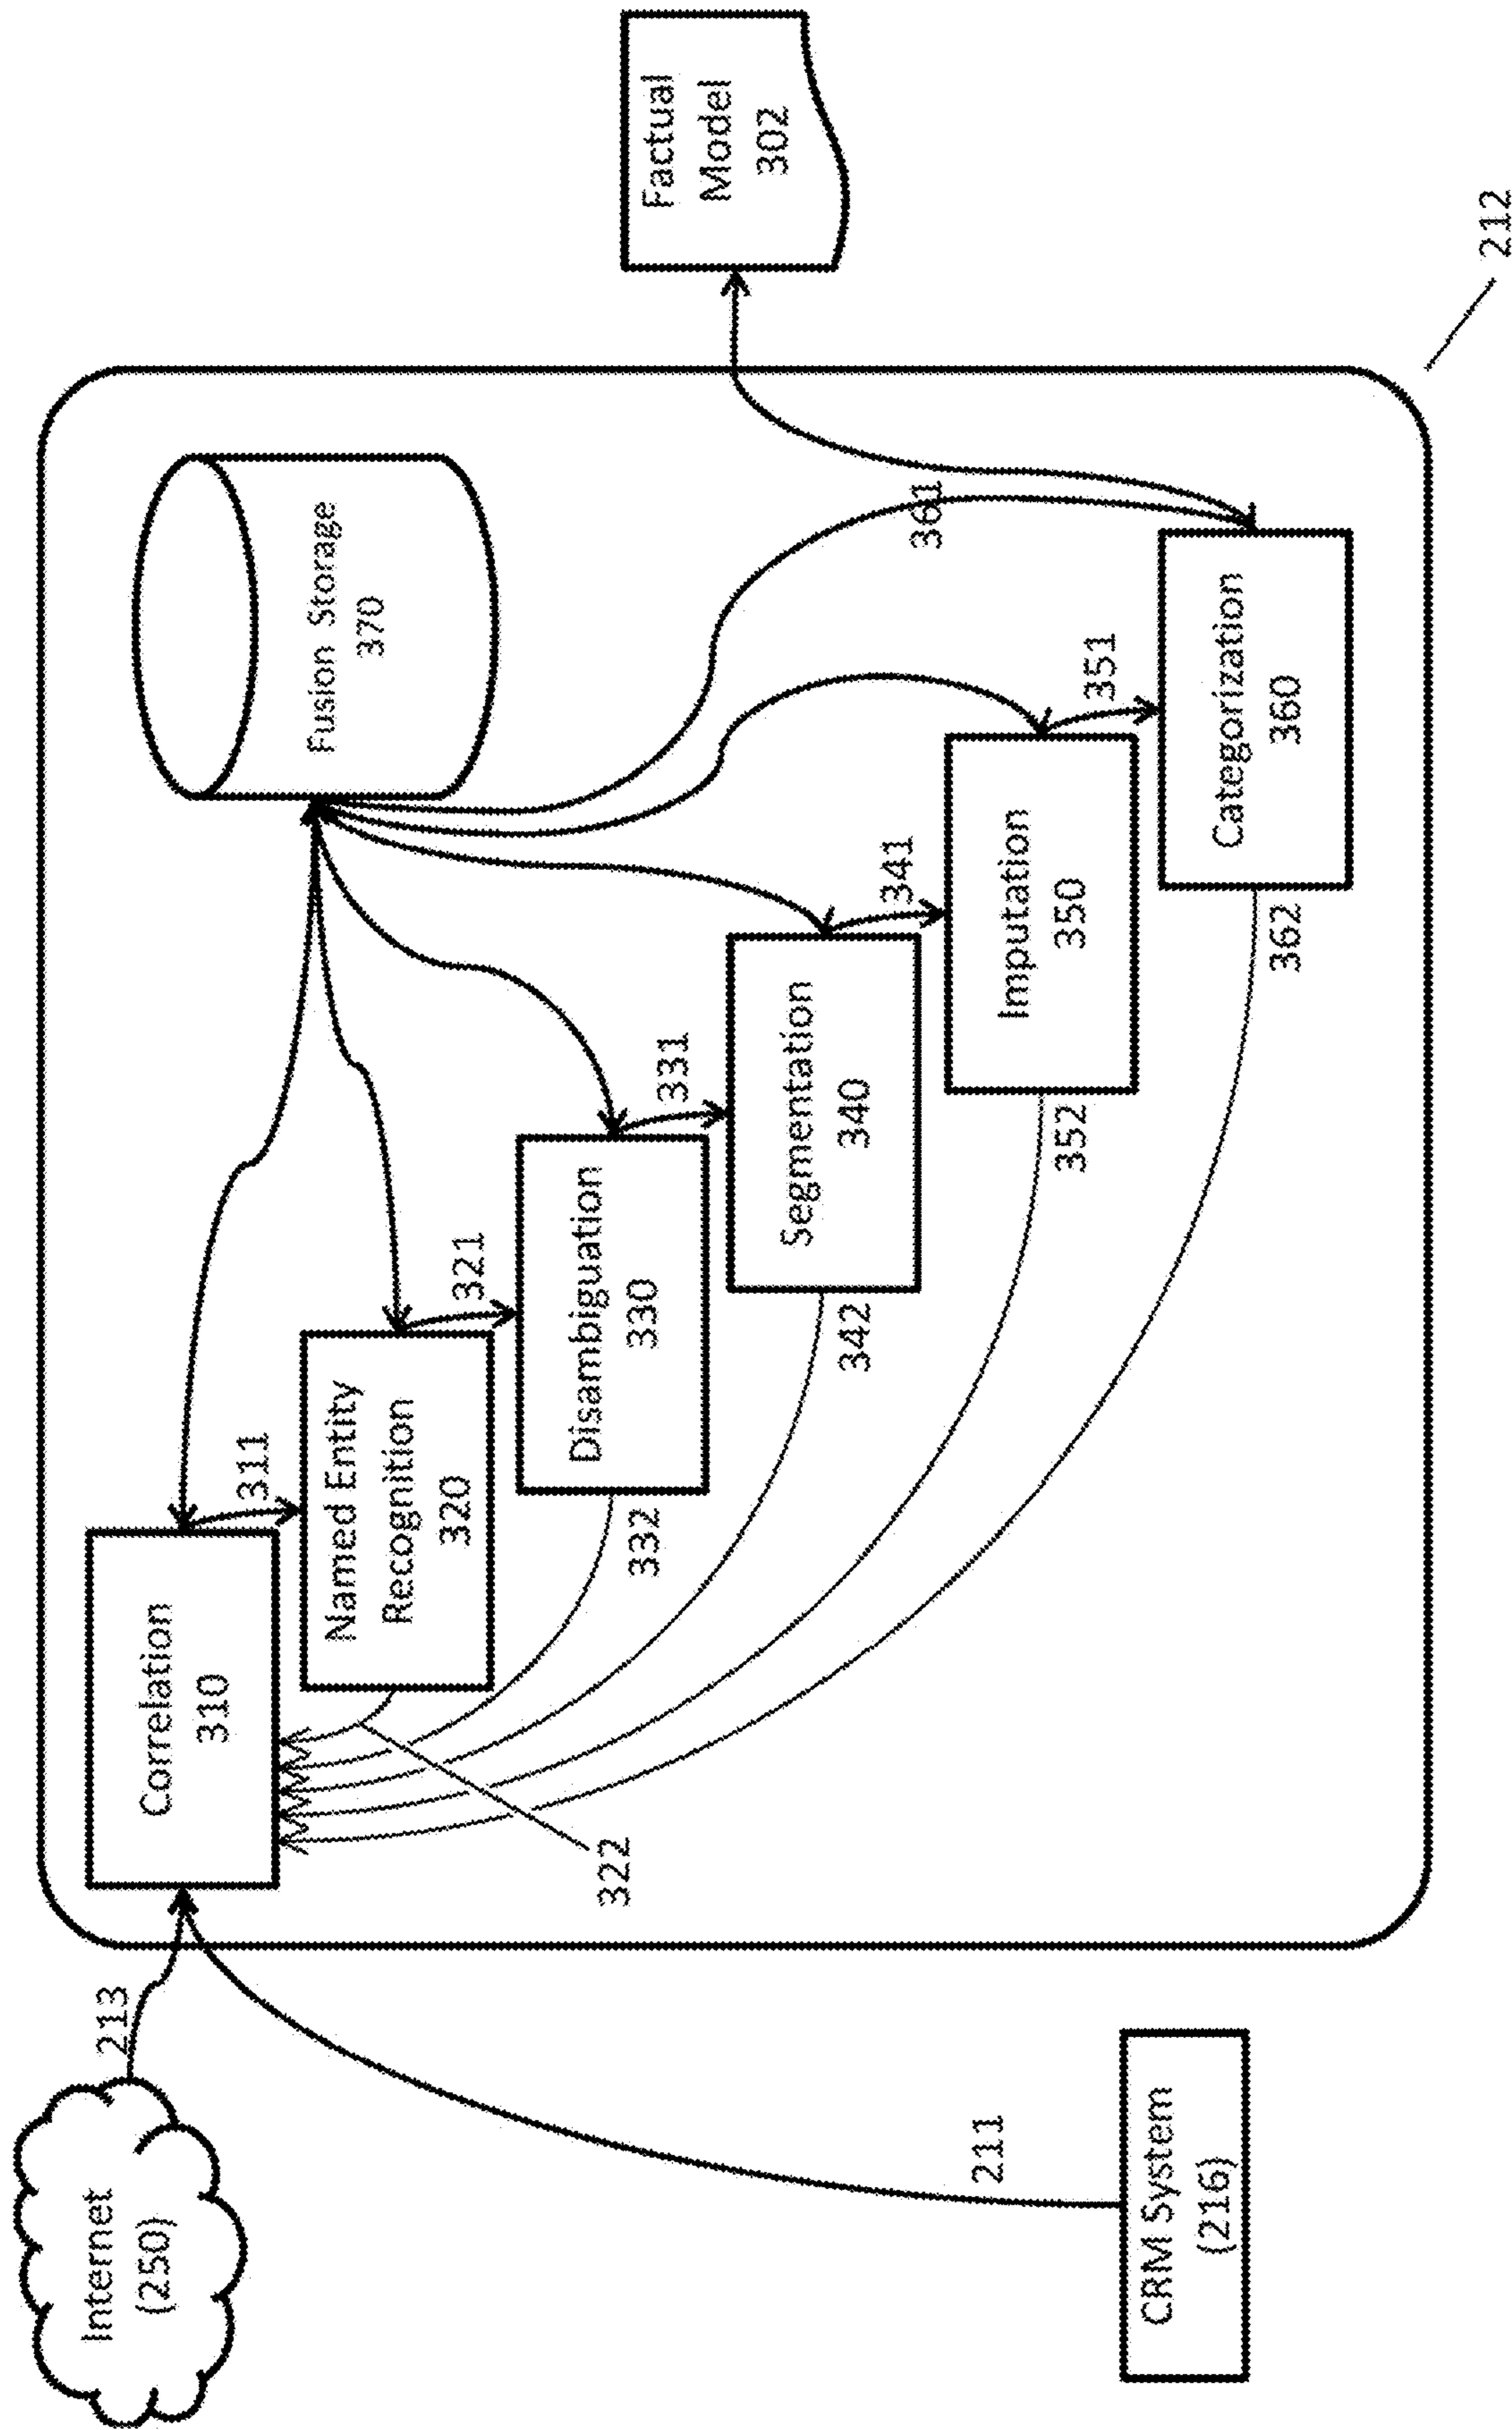 Internet
(250)
213
CRM System
(216)
211
Correlation
310
311
Named Entity
Recognition
320
321
322
Disambiguation
330
331
332
Segmentation
340
341
342
Imputation
350
351
352
Categorization
360
361
362
Fusion Storage
370
Factual
Model
302
212